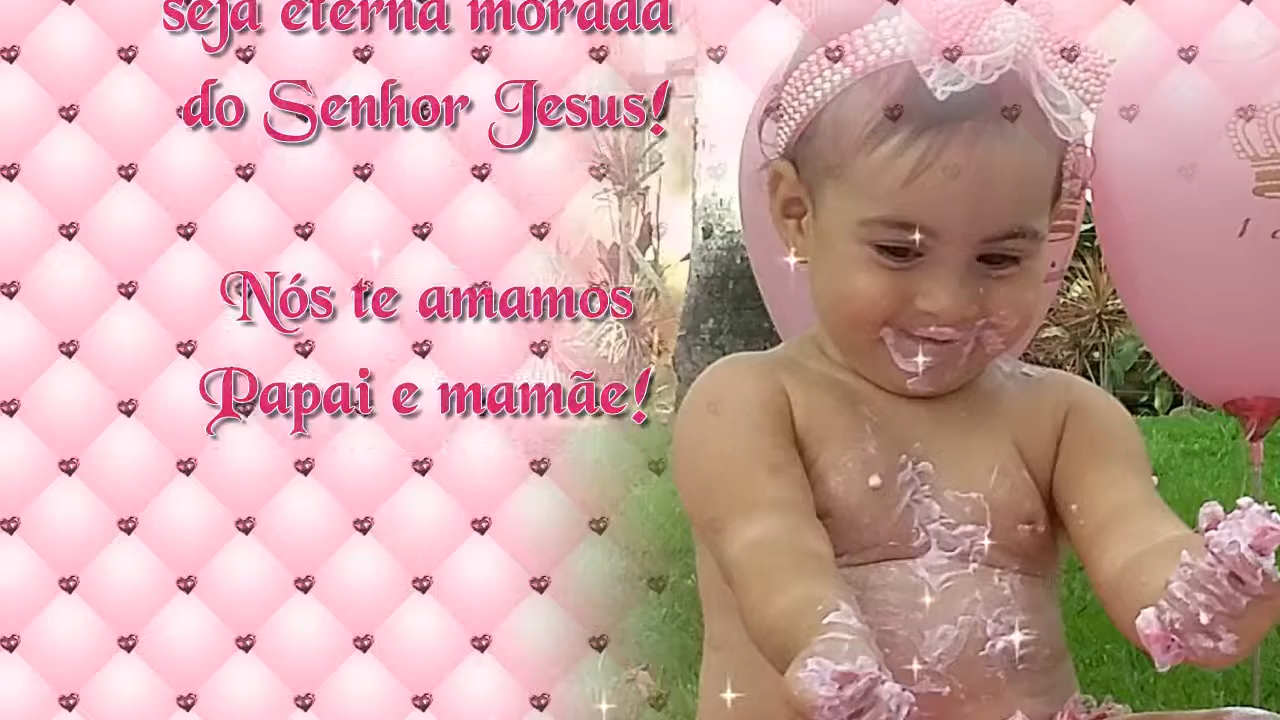 seja eterna morada
do Senhor Jesus!
Nós te amamos
Papai e mamãe!